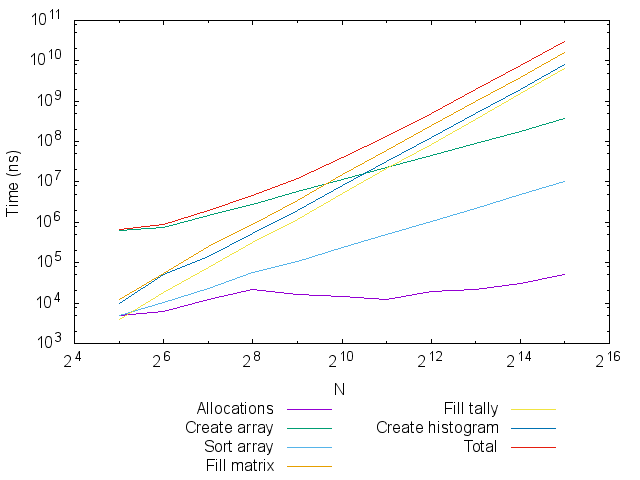 10^11
10^10
10^9
10^8
10^7
10^6
10^5
10^4
10^3
Time (ns)
2^4 2^6 2^8 2^10 2^12 2^14 2^16
N
Allocations Fill tally
Create array Create histogram
Sort array Total
Fill matrix